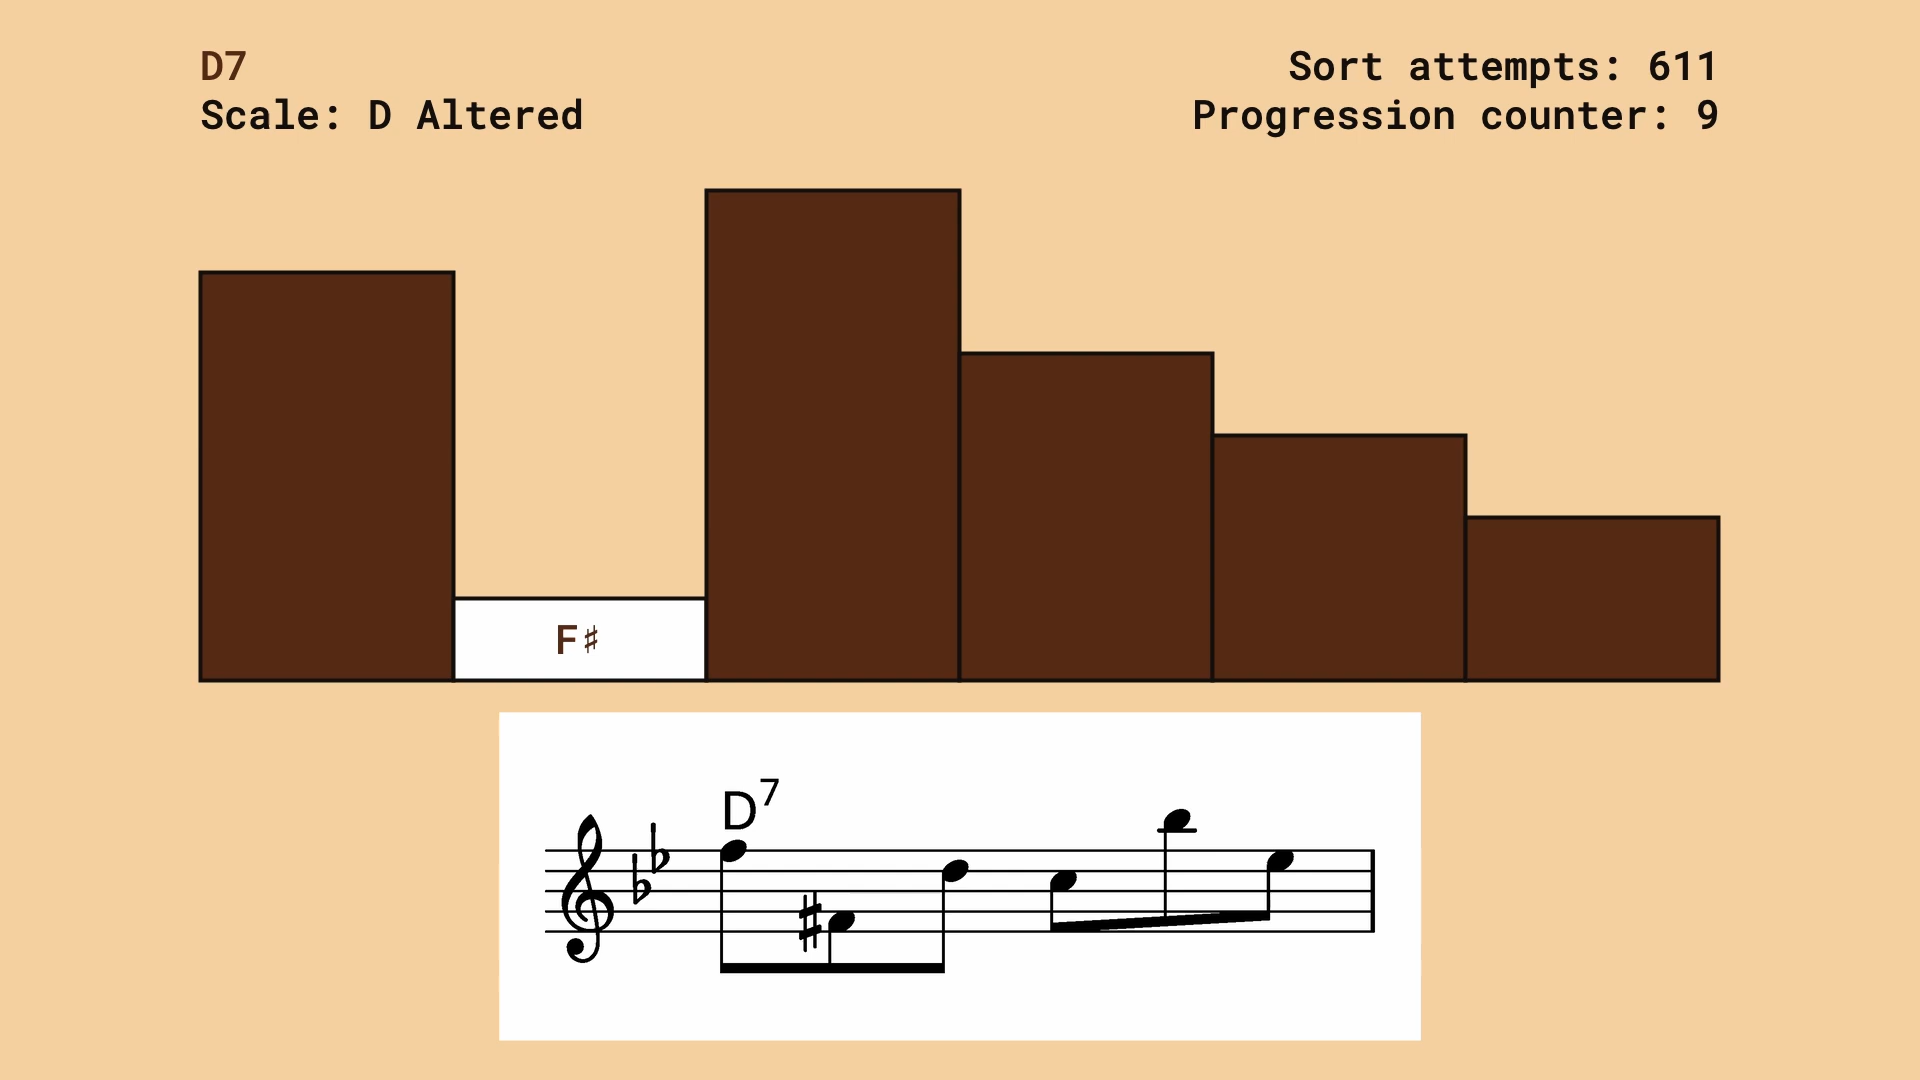 D7
Scale: D Altered
Sort attempts: 611
Progression counter: 9
F♯
D7